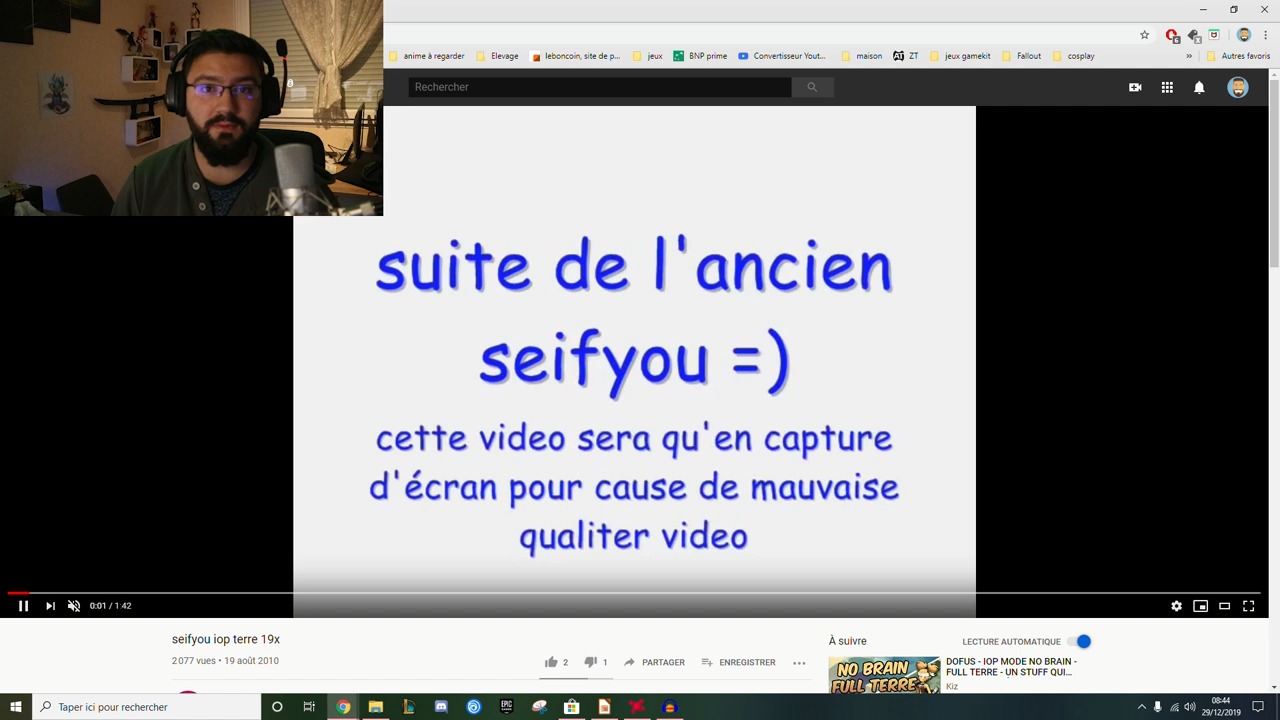 anime à regarder
Elevage
leboncoin, site de p...
jeux
BNP prime
Convertisseur Yout...
maison
ZT
jeux gamekit
Fallout
cosplay
»
Autres favoris
Rechercher
suite de l'ancien
seifyou =)
cette video sera qu'en capture
d'écran pour cause de mauvaise
qualiter video
0:01 / 1:42
seifyou iop terre 19x
2 077 vues • 19 août 2010
2
1
PARTAGER
ENREGISTRER
À suivre
LECTURE AUTOMATIQUE
NO BRAIN
FULL TERRE
DOFUS - IOP MODE NO BRAIN -
FULL TERRE - UN STUFF QUI...
Kiz
Taper ici pour rechercher
EPIC
08:44
29/12/2019